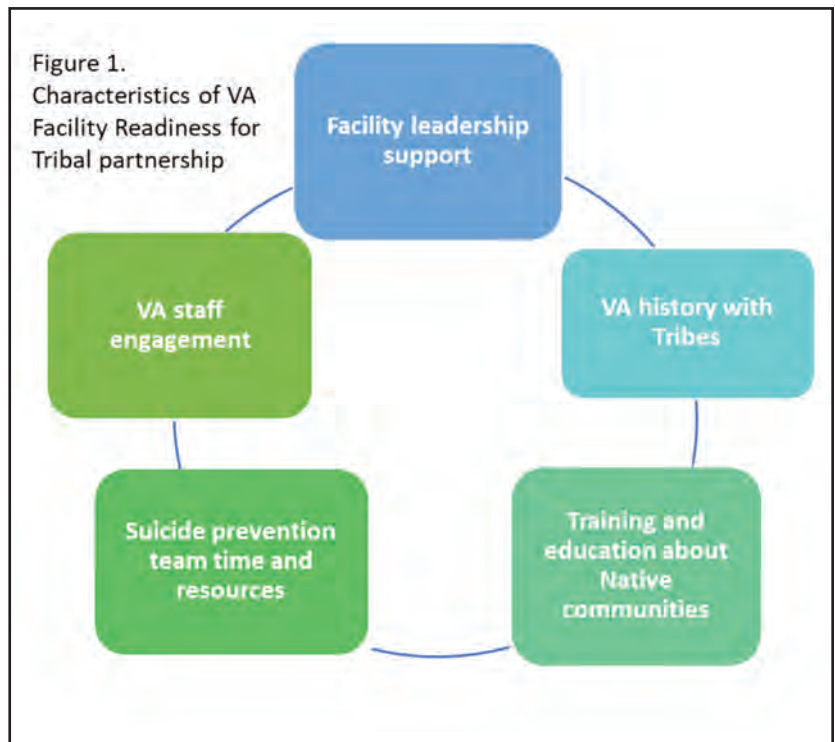 Figure 1.
Characteristics of VA
Facility Readiness for
Tribal partnership
Facility leadership
support
VA history with
Tribes
Training and
education about
Native
communities
Suicide prevention
team time and
resources
VA staff
engagement